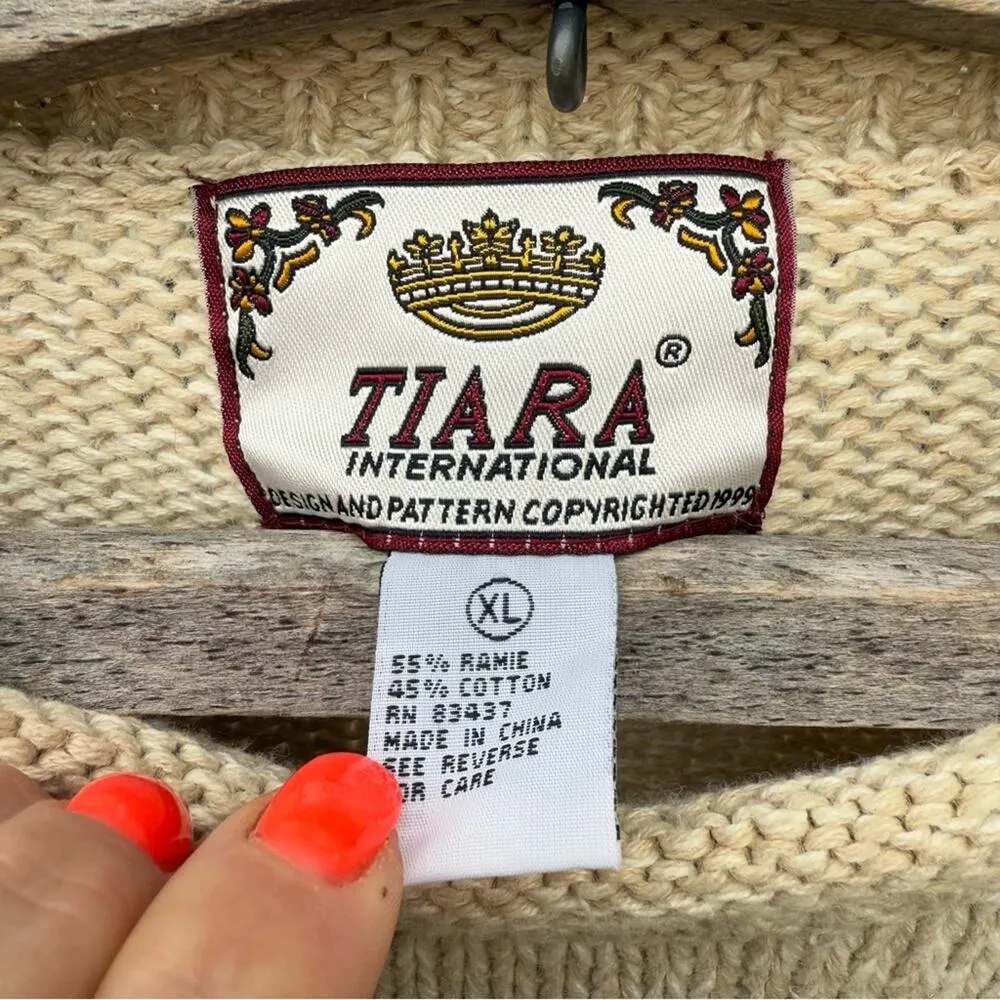 TIARA ®
INTERNATIONAL
DESIGN AND PATTERN COPYRIGHTED 1999
XL
55% RAMIE
45% COTTON
RN 83437
MADE IN CHINA
SEE REVERSE
OR CARE